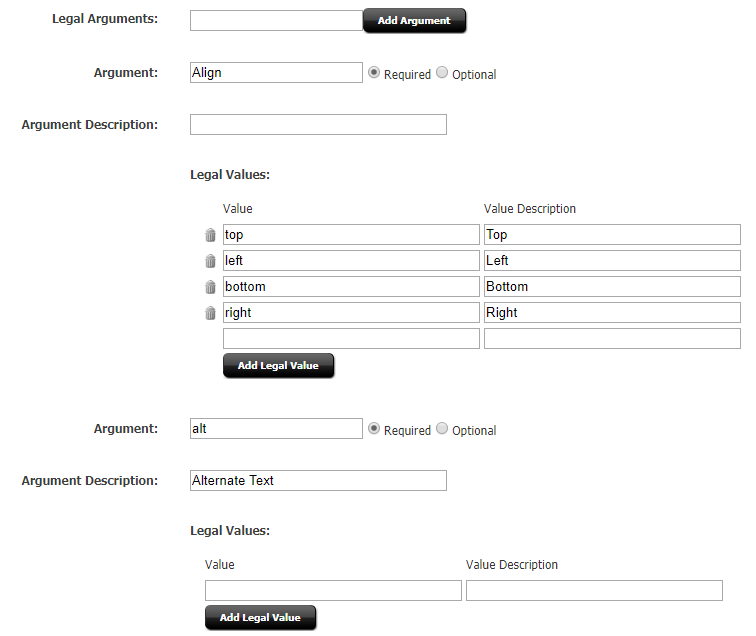 Legal Arguments: Add Argument
Argument: Align Required Optional
Argument Description:
Legal Values:
Value Value Description
top Top
left Left
bottom Bottom
right Right
Add Legal Value
Argument: alt Required Optional
Argument Description: Alternate Text
Legal Values:
Value Value Description
Add Legal Value